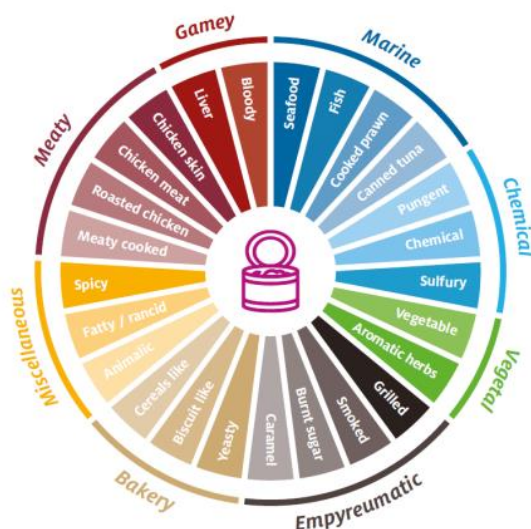 Gamey
Marine
Chemical
Vegetal
Empyreumatic
Bakery
Miscellaneous
Meaty
Liver
Bloody
Seafood
Fish
Cooked prawn
Canned tuna
Pungent
Chemical
Sulfury
Vegetable
Aromatic herbs
Grilled
Smoked
Burnt sugar
Caramel
Yeasty
Biscuit like
Cereals like
Animalic
Fatty / rancid
Spicy
Meaty cooked
Roasted chicken
Chicken meat
Chicken skin